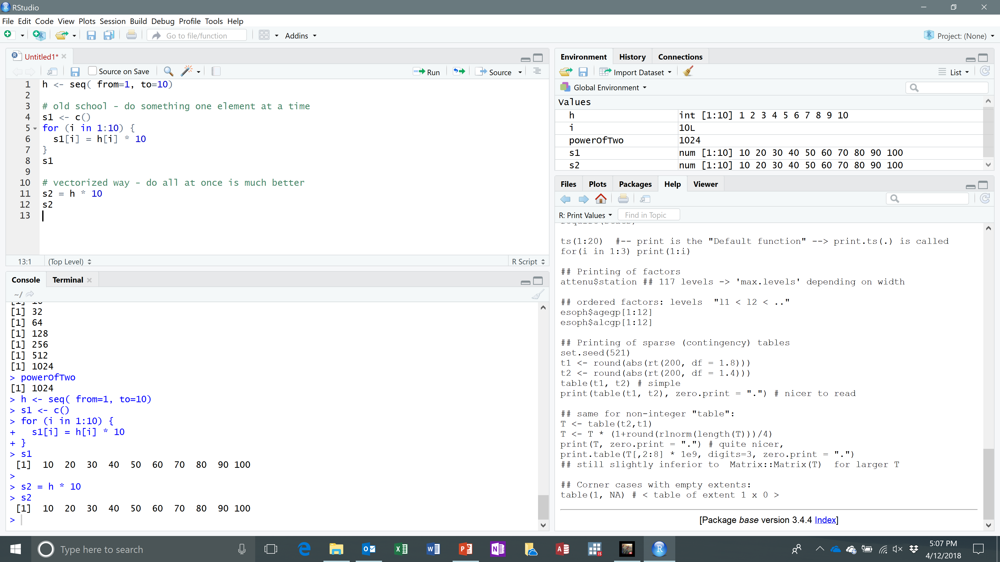 RStudio
File Edit Code View Plots Session Build Debug Profile Tools Help
Go to file/function
Addins
Project: (None)
Untitled1*
Source on Save
Run
Source
1 h <- seq( from=1, to=10)
2
3 # old school - do something one element at a time
4 s1 <- c()
5 for (i in 1:10) {
6 s1[i] = h[i] * 10
7 }
8 s1
9
10 # vectorized way - do all at once is much better
11 s2 = h * 10
12 s2
13
13:1 (Top Level) R Script
Console Terminal
~/
[1] 32
[1] 64
[1] 128
[1] 256
[1] 512
[1] 1024
> powerOfTwo
[1] 1024
> h <- seq( from=1, to=10)
> s1 <- c()
> for (i in 1:10) {
+ s1[i] = h[i] * 10
+ }
> s1
[1] 10 20 30 40 50 60 70 80 90 100
>
> s2 = h * 10
> s2
[1] 10 20 30 40 50 60 70 80 90 100
>
Environment History Connections
Import Dataset
List
Global Environment
Values
h int [1:10] 1 2 3 4 5 6 7 8 9 10
i 10L
powerOfTwo 1024
s1 num [1:10] 10 20 30 40 50 60 70 80 90 100
s2 num [1:10] 10 20 30 40 50 60 70 80 90 100
Files Plots Packages Help Viewer
R: Print Values Find in Topic
ts(1:20) #-- print is the "Default function" --> print.ts(.) is called
for(i in 1:3) print(1:i)
## Printing of factors
attenu$station ## 117 levels -> 'max.levels' depending on width
## ordered factors: levels "l1 < l2 < .."
esoph$agegp[1:12]
esoph$alcgp[1:12]
## Printing of sparse (contingency) tables
set.seed(521)
t1 <- round(abs(rt(200, df = 1.8)))
t2 <- round(abs(rt(200, df = 1.4)))
table(t1, t2) # simple
print(table(t1, t2), zero.print = ".") # nicer to read
## same for non-integer "table":
T <- table(t2,t1)
T <- T * (1+round(rlnorm(length(T)))/4)
print(T, zero.print = ".") # quite nicer,
print.table(T[,2:8] * 1e9, digits=3, zero.print = ".")
## still slightly inferior to Matrix::Matrix(T) for larger T
## Corner cases with empty extents:
table(1, NA) # < table of extent 1 x 0 >
[Package base version 3.4.4 Index]
Type here to search
15
5:07 PM
4/12/2018